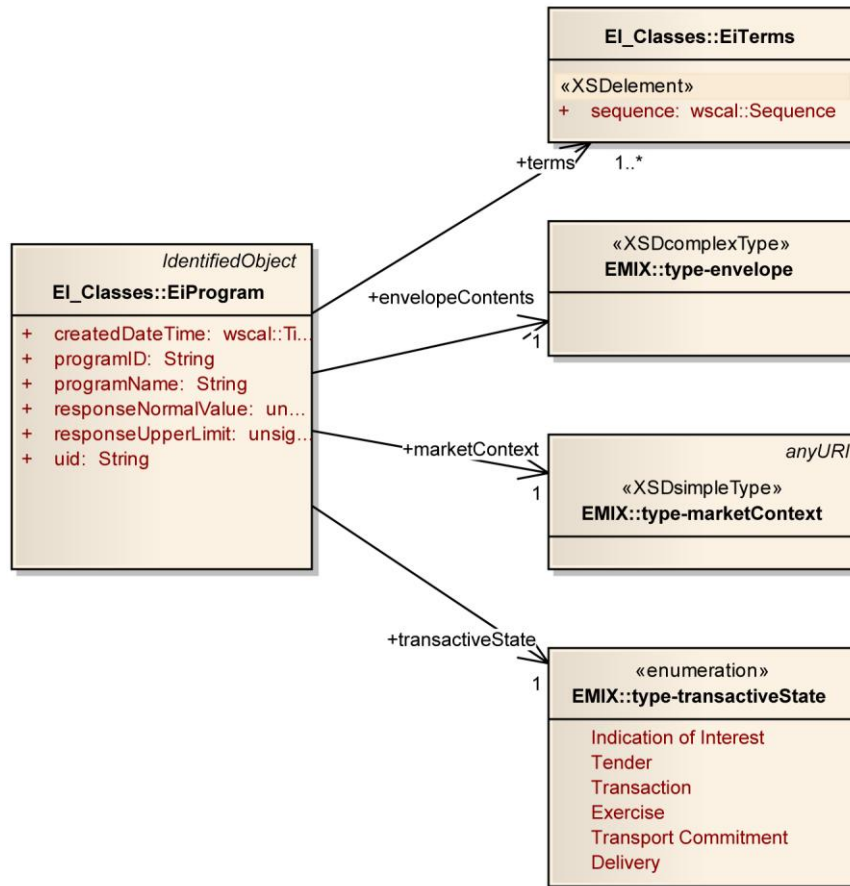 EI_Classes::EiTerms
«XSDelement»
+ sequence: wscal::Sequence
+terms
1..*
IdentifiedObject
EI_Classes::EiProgram
+ createdDateTime: wscal::Ti...
+ programID: String
+ programName: String
+ responseNormalValue: un...
+ responseUpperLimit: unsig...
+ uid: String
+envelopeContents
1
«XSDcomplexType»
EMIX::type-envelope
+marketContext
1
anyURI
«XSDsimpleType»
EMIX::type-marketContext
+transactiveState
1
«enumeration»
EMIX::type-transactiveState
Indication of Interest
Tender
Transaction
Exercise
Transport Commitment
Delivery